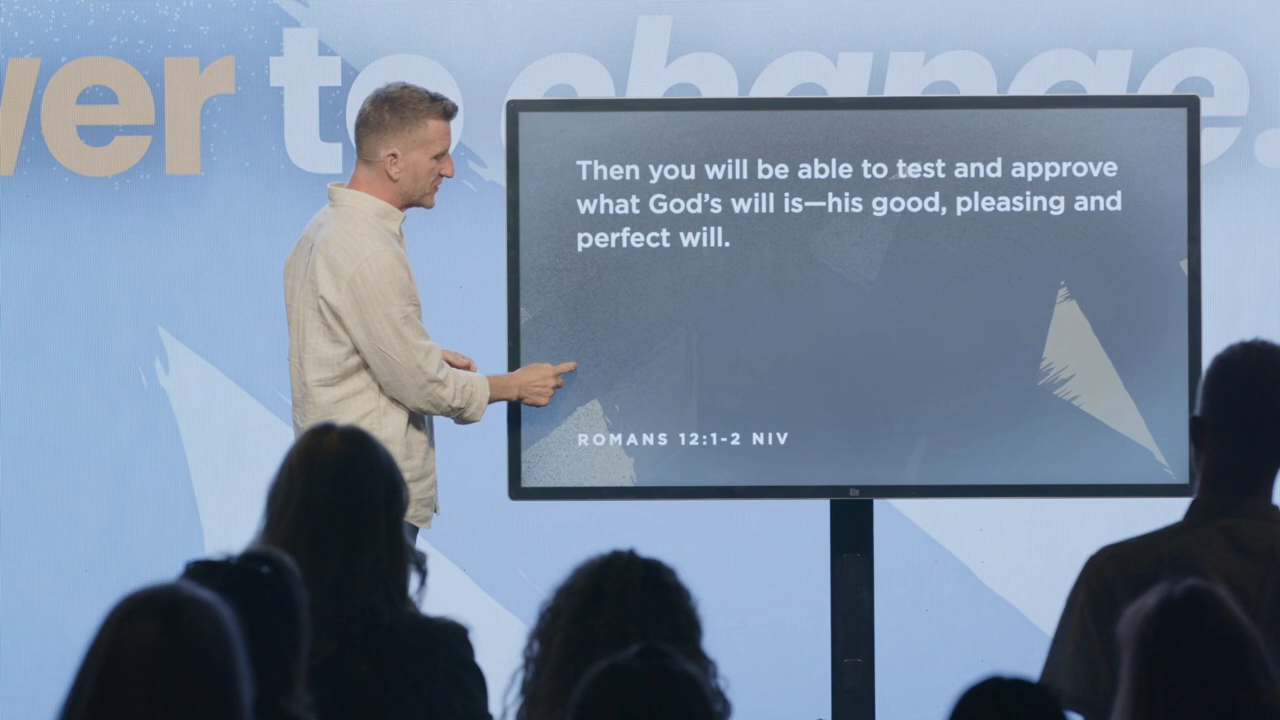 wer to change.
Then you will be able to test and approve
what God's will is—his good, pleasing and
perfect will.
ROMANS 12:1-2 NIV